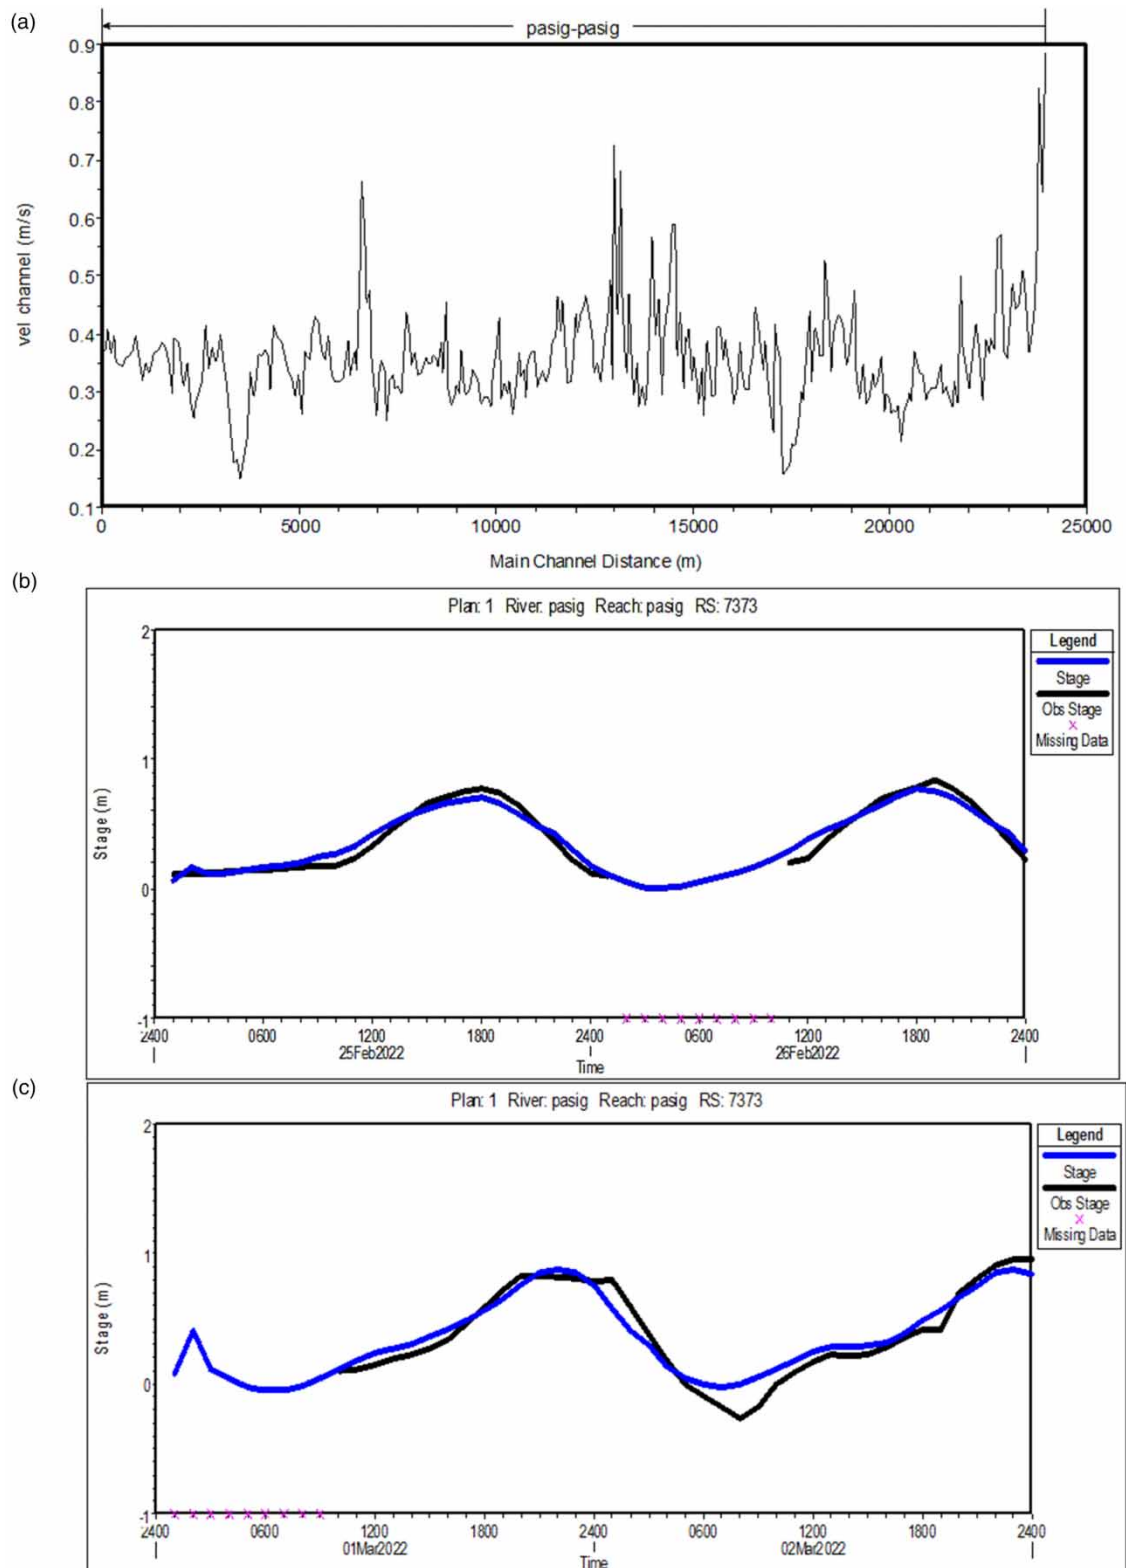 (a)
pasig-pasig
0.9
0.8
0.7
0.6
0.5
0.4
0.3
0.2
0.1
vel channel (m/s)
0 5000 10000 15000 20000 25000
Main Channel Distance (m)
(b)
Plan: 1 River: pasig Reach: pasig RS: 7373
2
1
0
-1
Stage (m)
Legend
Stage
Obs Stage
Missing Data
2400 0600 1200 1800 2400 0600 1200 1800 2400
25Feb2022 26Feb2022
Time
(c)
Plan: 1 River: pasig Reach: pasig RS: 7373
2
1
0
-1
Stage (m)
Legend
Stage
Obs Stage
Missing Data
2400 0600 1200 1800 2400 0600 1200 1800 2400
01Mar2022 02Mar2022
Time